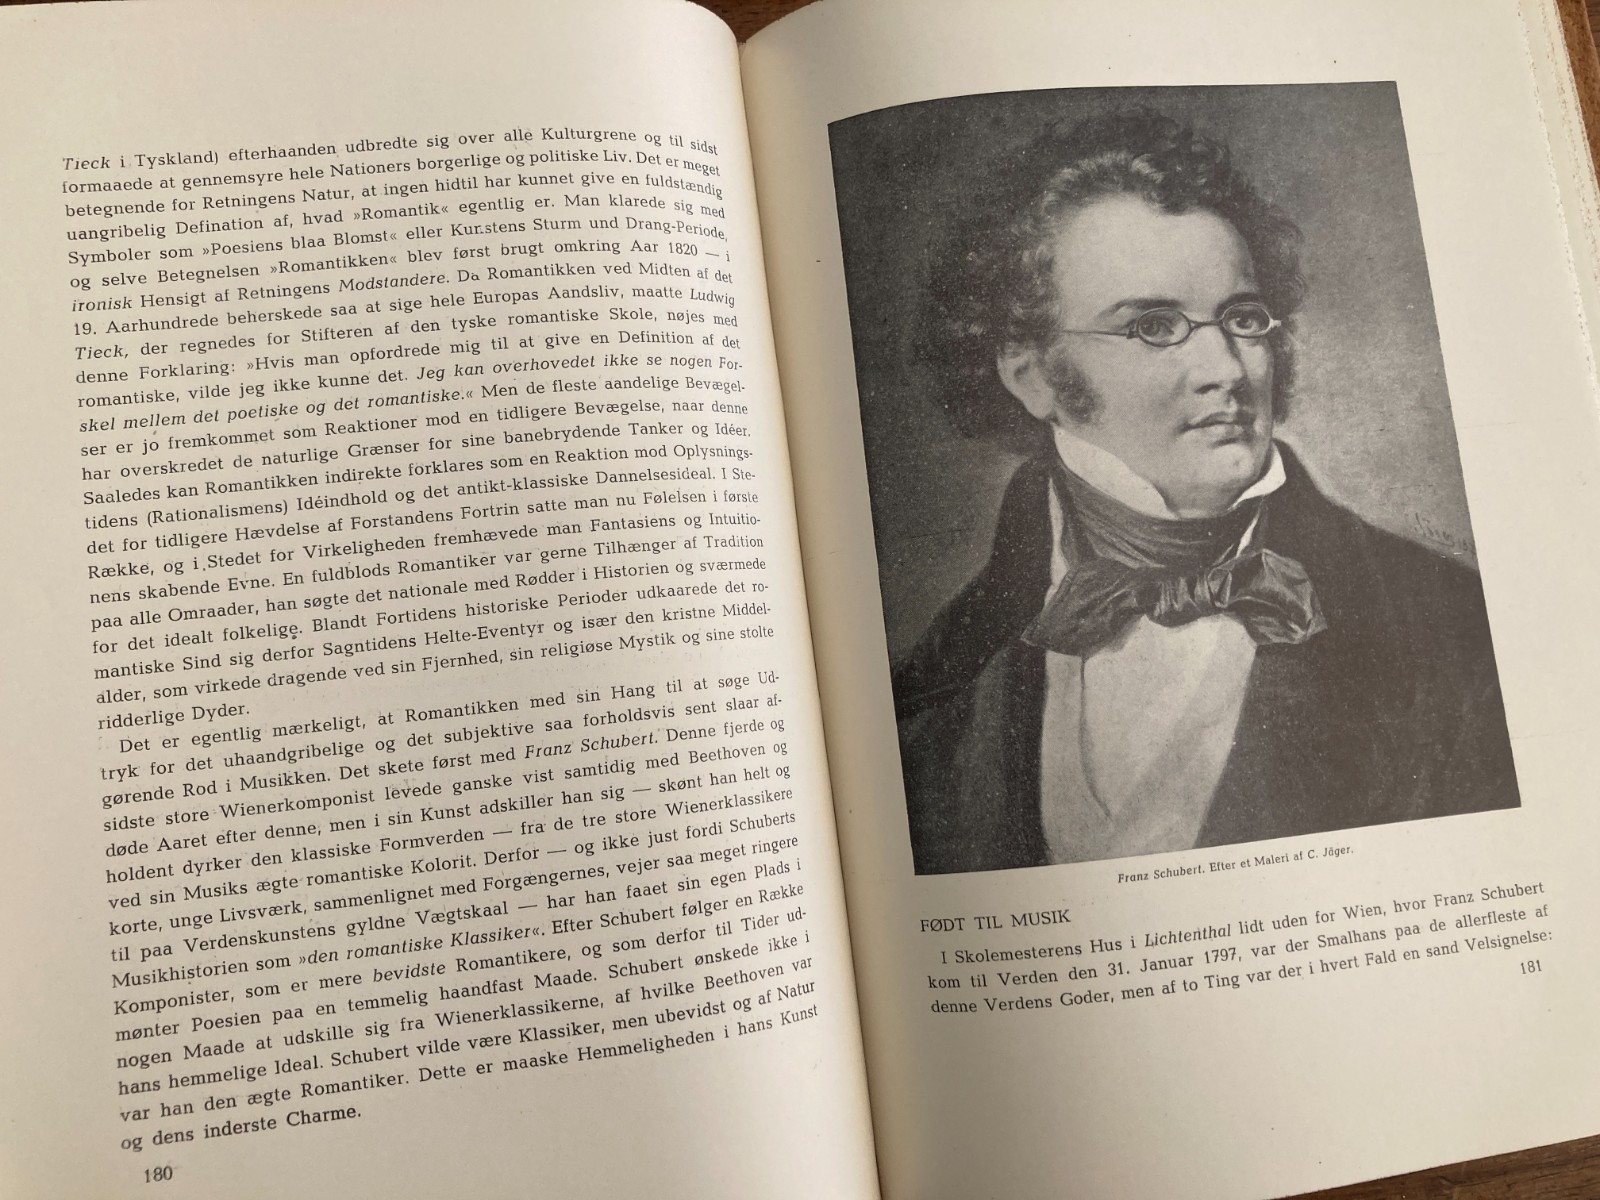 Tieck i Tyskland) efterhaanden udbredte sig over alle Kulturgrene og til sidst
formaaede at gennemsyre hele Nationers borgerlige og politiske Liv. Det er meget
betegnende for Retningens Natur, at ingen hidtil har kunnet give en fuldstændig
uangribelig Defination af, hvad »Romantik« egentlig er. Man klarede sig med
Symboler som »Poesiens blaa Blomst« eller Kunstens Sturm und Drang-Periode,
og selve Betegnelsen »Romantikken« blev først brugt omkring Aar 1820 — i
ironisk Hensigt af Retningens Modstandere. Da Romantikken ved Midten af det
19. Aarhundrede beherskede saa at sige hele Europas Aandsliv, maatte Ludwig
Tieck, der regnedes for Stifteren af den tyske romantiske Skole, nøjes med
denne Forklaring: »Hvis man opfordrede mig til at give en Definition af det
romantiske, vilde jeg ikke kunne det. Jeg kan overhovedet ikke se nogen For-
skel mellem det poetiske og det romantiske.« Men de fleste aandelige Bevægel-
ser er jo fremkommet som Reaktioner mod en tidligere Bevægelse, naar denne
har overskredet de naturlige Grænser for sine banebrydende Tanker og Idéer.
Saaledes kan Romantikken indirekte forklares som en Reaktion mod Oplysnings-
tidens (Rationalismens) Idéindhold og det antikt-klassiske Dannelsesideal. I Ste-
det for tidligere Hævdelse af Forstandens Fortrin satte man nu Følelsen i første
Række, og i Stedet for Virkeligheden fremhævede man Fantasiens og Intuitio-
nens skabende Evne. En fuldblods Romantiker var gerne Tilhænger af Tradition
paa alle Omraader, han søgte det nationale med Rødder i Historien og sværmede
for det idealt folkelige. Blandt Fortidens historiske Perioder udkaarede det ro-
mantiske Sind sig derfor Sagntidens Helte-Eventyr og især den kristne Middel-
alder, som virkede dragende ved sin Fjernhed, sin religiøse Mystik og sine stolte
ridderlige Dyder.
Det er egentlig mærkeligt, at Romantikken med sin Hang til at søge Ud-
tryk for det uhaandgribelige og det subjektive saa forholdsvis sent slaar af-
gørende Rod i Musikken. Det skete først med Franz Schubert. Denne fjerde og
sidste store Wienerkomponist levede ganske vist samtidig med Beethoven og
døde Aaret efter denne, men i sin Kunst adskiller han sig — skønt han helt og
holdent dyrker den klassiske Formverden — fra de tre store Wienerklassikere
ved sin Musiks ægte romantiske Kolorit. Derfor — og ikke just fordi Schuberts
korte, unge Livsværk, sammenlignet med Forgængernes, vejer saa meget ringere
til paa Verdenskunstens gyldne Vægtskaal — har han faaet sin egen Plads i
Musikhistorien som »den romantiske Klassiker«. Efter Schubert følger en Række
Komponister, som er mere bevidste Romantikere, og som derfor til Tider ud-
mønter Poesien paa en temmelig haandfast Maade. Schubert ønskede ikke i
nogen Maade at udskille sig fra Wienerklassikerne, af hvilke Beethoven var
hans hemmelige Ideal. Schubert vilde være Klassiker, men ubevidst og af Natur
var han den ægte Romantiker. Dette er maaske Hemmeligheden i hans Kunst
og dens inderste Charme.
180
Franz Schubert. Efter et Maleri af C. Jäger.
FØDT TIL MUSIK
I Skolemesterens Hus i Lichtenthal lidt uden for Wien, hvor Franz Schubert
kom til Verden den 31. Januar 1797, var der Smalhans paa de allerfleste af
denne Verdens Goder, men af to Ting var der i hvert Fald en sand Velsignelse:
181